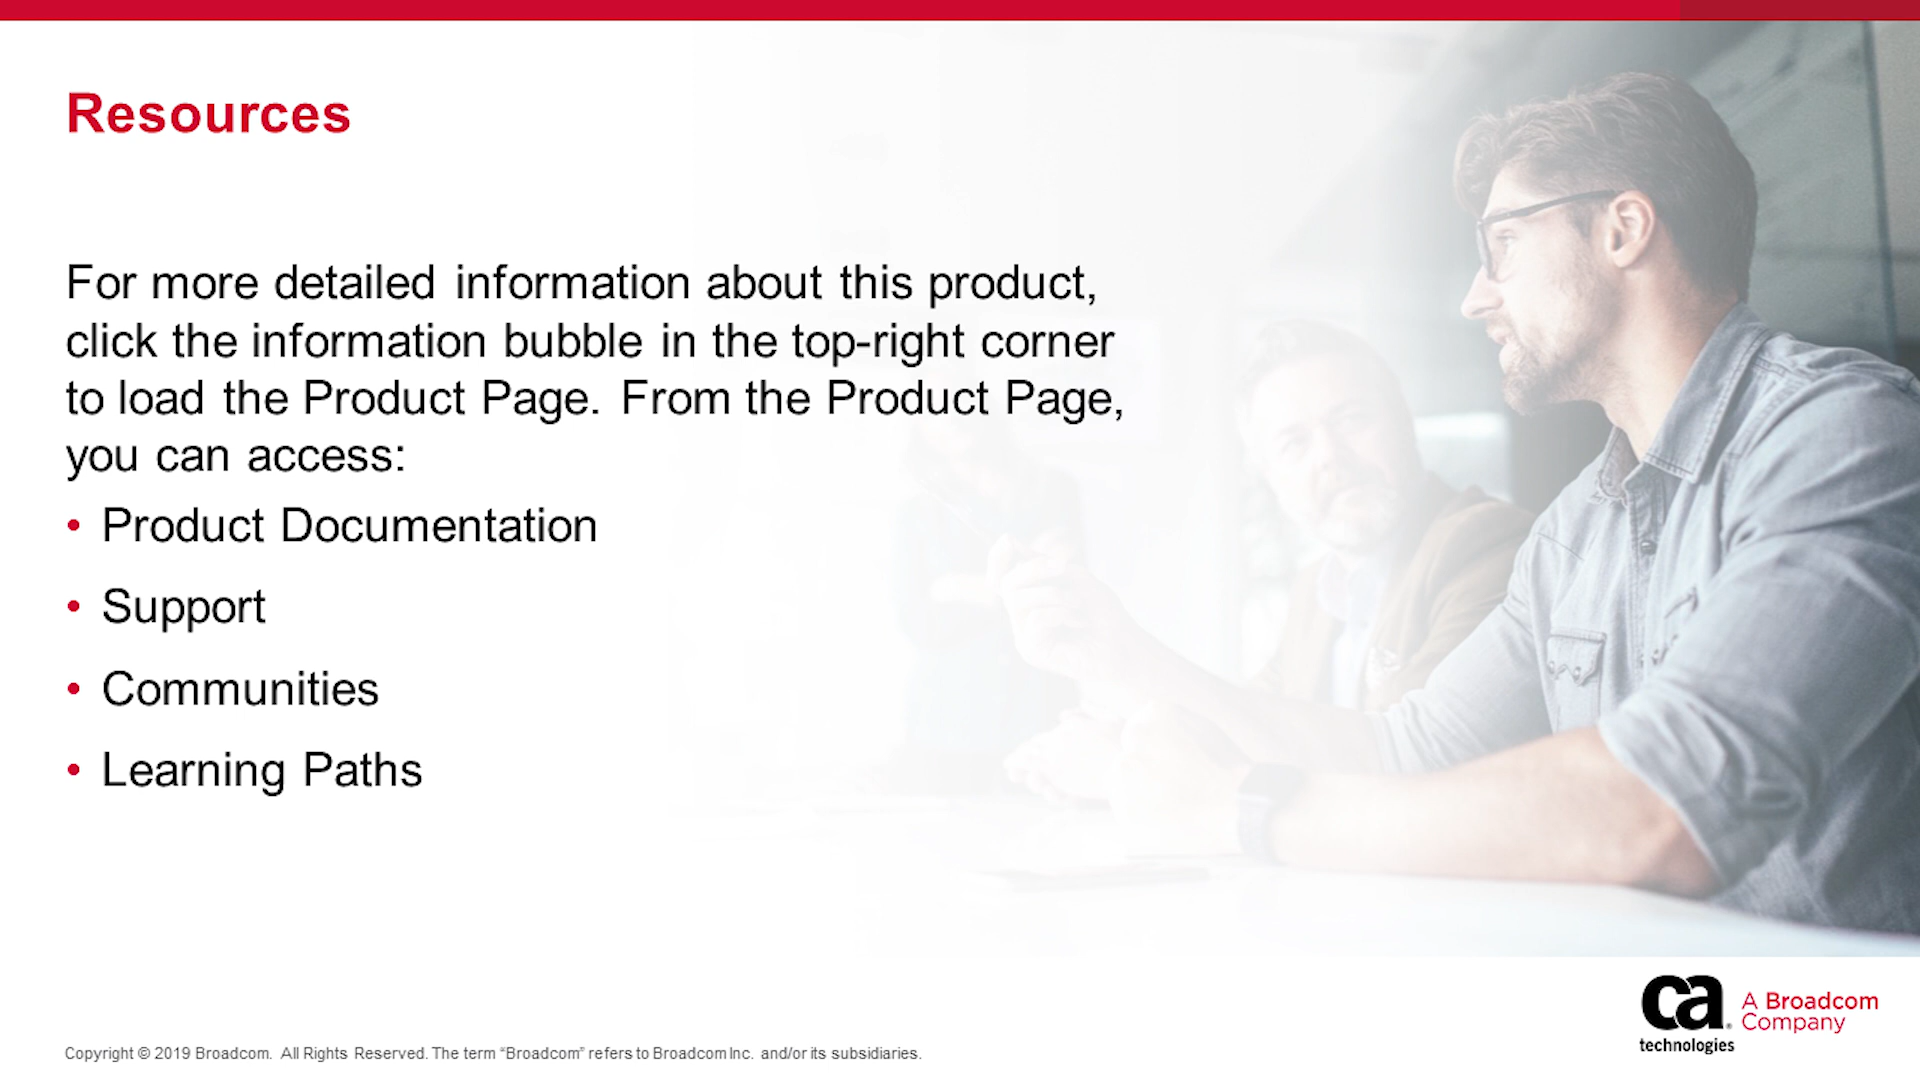 Resources
For more detailed information about this product,
click the information bubble in the top-right corner
to load the Product Page. From the Product Page,
you can access:
• Product Documentation
• Support
• Communities
• Learning Paths
ca
technologies
A Broadcom
Company
Copyright © 2019 Broadcom. All Rights Reserved. The term “Broadcom” refers to Broadcom Inc. and/or its subsidiaries.